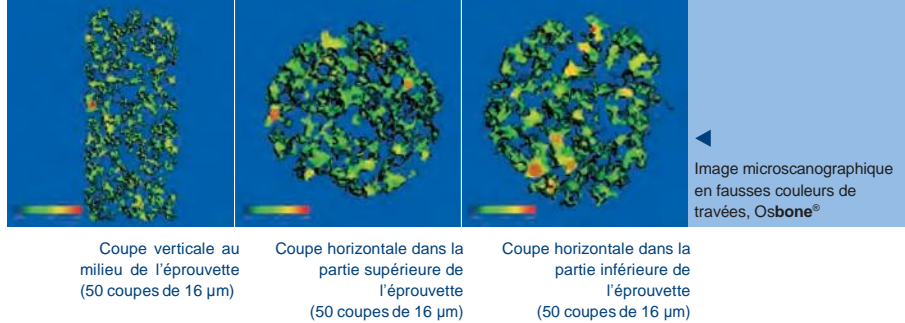 Image microscanographique
en fausses couleurs de
travées, Osbone®
Coupe verticale au
milieu de l'éprouvette
(50 coupes de 16 µm)
Coupe horizontale dans la
partie supérieure de
l'éprouvette
(50 coupes de 16 µm)
Coupe horizontale dans la
partie inférieure de
l'éprouvette
(50 coupes de 16 µm)